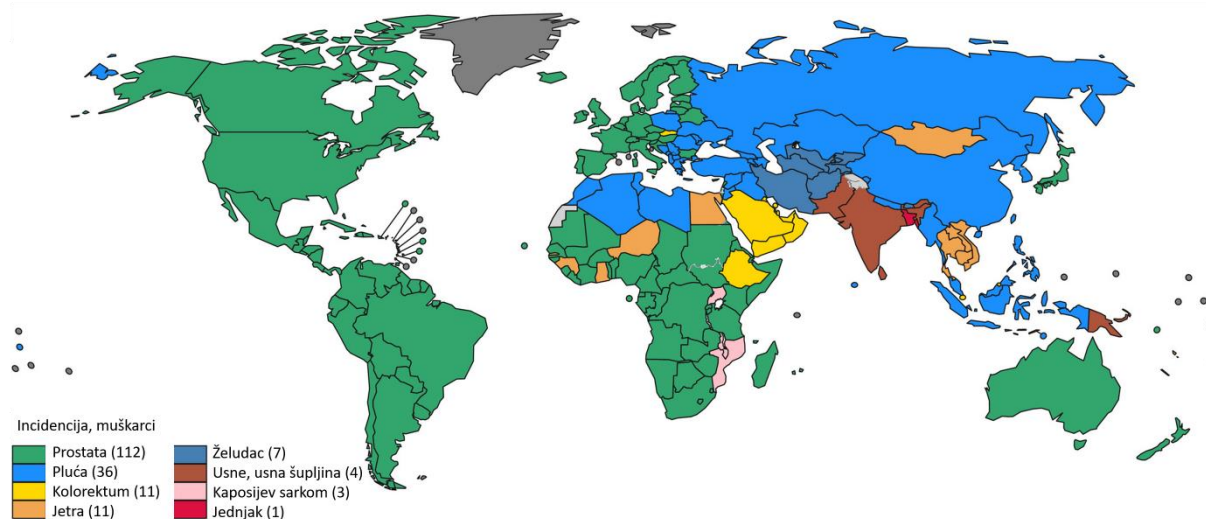 Incidencija, muškarci
Prostata (112)
Pluća (36)
Kolorektum (11)
Jetra (11)
Želudac (7)
Usne, usna šupljina (4)
Kaposijev sarkom (3)
Jednjak (1)